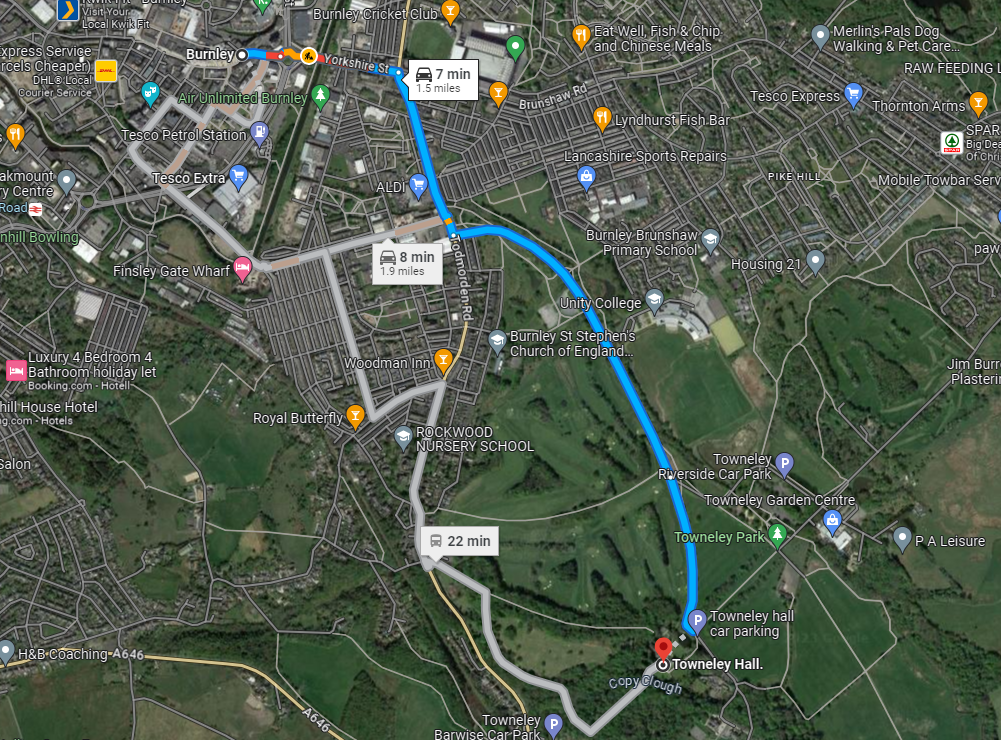 Kwik Fit - Burnley
Visit Your
Local Kwik Fit
Burnley Cricket Club
Eat Well, Fish & Chip
and Chinese Meals
Merlin's Pals Dog
Walking & Pet Care...
Express Service
DHL® Local
Courier Service
Burnley
Yorkshire St
7 min
1.5 miles
RAW FEEDING L
Air Unlimited Burnley
Brunshaw Rd
Tesco Express
Thornton Arms
Tesco Petrol Station
Lyndhurst Fish Bar
SPAR
Big Dea
Of Chri
Tesco Extra
ALDI
Lancashire Sports Repairs
PIKE HILL
Mobile Towbar Serv
oakmount
ry Centre
Road
nhill Bowling
8 min
1.9 miles
Todmorden Rd
Burnley Brunshaw
Primary School
paw
Finsley Gate Wharf
Housing 21
Unity College
Burnley St Stephen's
Church of England...
Luxury 4 Bedroom 4
Bathroom holiday let
Booking.com - Hotell
Woodman Inn
Jim Burr
Plasterin
hill House Hotel
g.com - Hotels
Royal Butterfly
ROCKWOOD
NURSERY SCHOOL
Salon
Towneley
Riverside Car Park
Towneley Garden Centre
22 min
Towneley Park
P A Leisure
Towneley hall
car parking
H&B Coaching
A646
Towneley Hall.
Copy Clough
A646
Towneley
Barwise Car Park